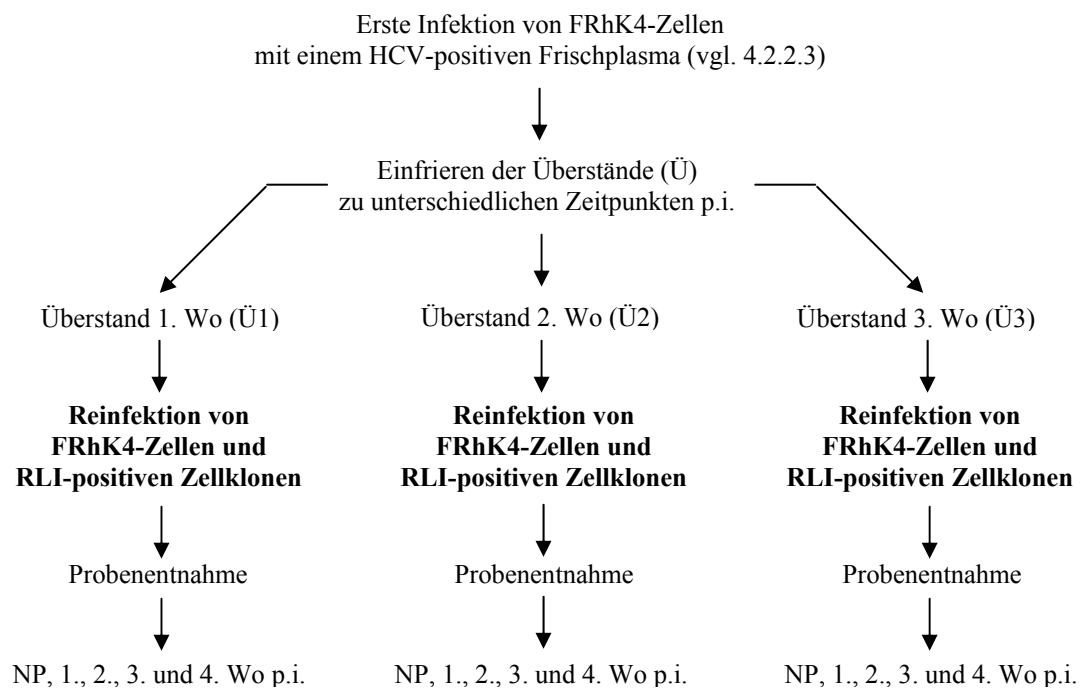 Erste Infektion von FRhK4-Zellen
mit einem HCV-positiven Frischplasma (vgl. 4.2.2.3)
Einfrieren der Überstände (Ü)
zu unterschiedlichen Zeitpunkten p.i.
Überstand 1. Wo (Ü1)
Überstand 2. Wo (Ü2)
Überstand 3. Wo (Ü3)
Reinfektion von
FRhK4-Zellen und
RLI-positiven Zellklonen
Reinfektion von
FRhK4-Zellen und
RLI-positiven Zellklonen
Reinfektion von
FRhK4-Zellen und
RLI-positiven Zellklonen
Probenentnahme
Probenentnahme
Probenentnahme
NP, 1., 2., 3. und 4. Wo p.i.
NP, 1., 2., 3. und 4. Wo p.i.
NP, 1., 2., 3. und 4. Wo p.i.